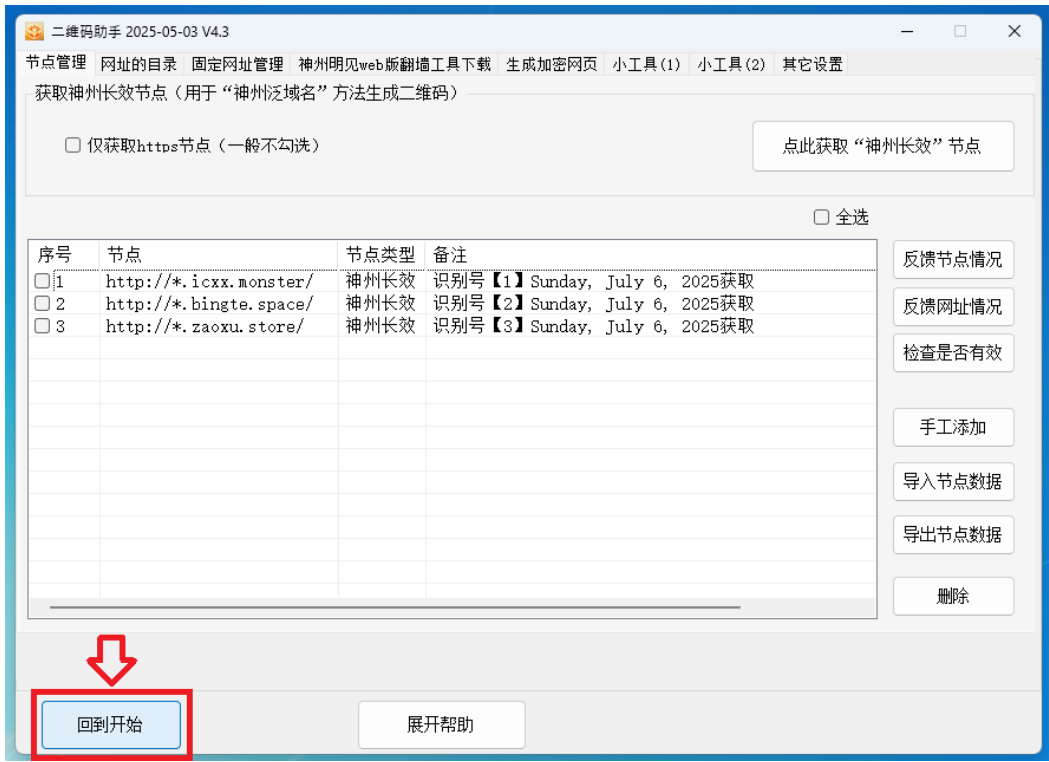 二维码助手 2025-05-03 V4.3
节点管理 网址的目录 固定网址管理 神州明见web版翻墙工具下载 生成加密网页 小工具(1) 小工具(2) 其它设置
获取神州长效节点（用于“神州泛域名”方法生成二维码）
仅获取https节点（一般不勾选）
点此获取“神州长效”节点
全选
序号 节点 节点类型 备注
1 http://*.icxx.monster/ 神州长效 识别号【1】Sunday, July 6, 2025获取
2 http://*.bingte.space/ 神州长效 识别号【2】Sunday, July 6, 2025获取
3 http://*.zaoxu.store/ 神州长效 识别号【3】Sunday, July 6, 2025获取
反馈节点情况
反馈网址情况
检查是否有效
手工添加
导入节点数据
导出节点数据
删除
回到开始
展开帮助